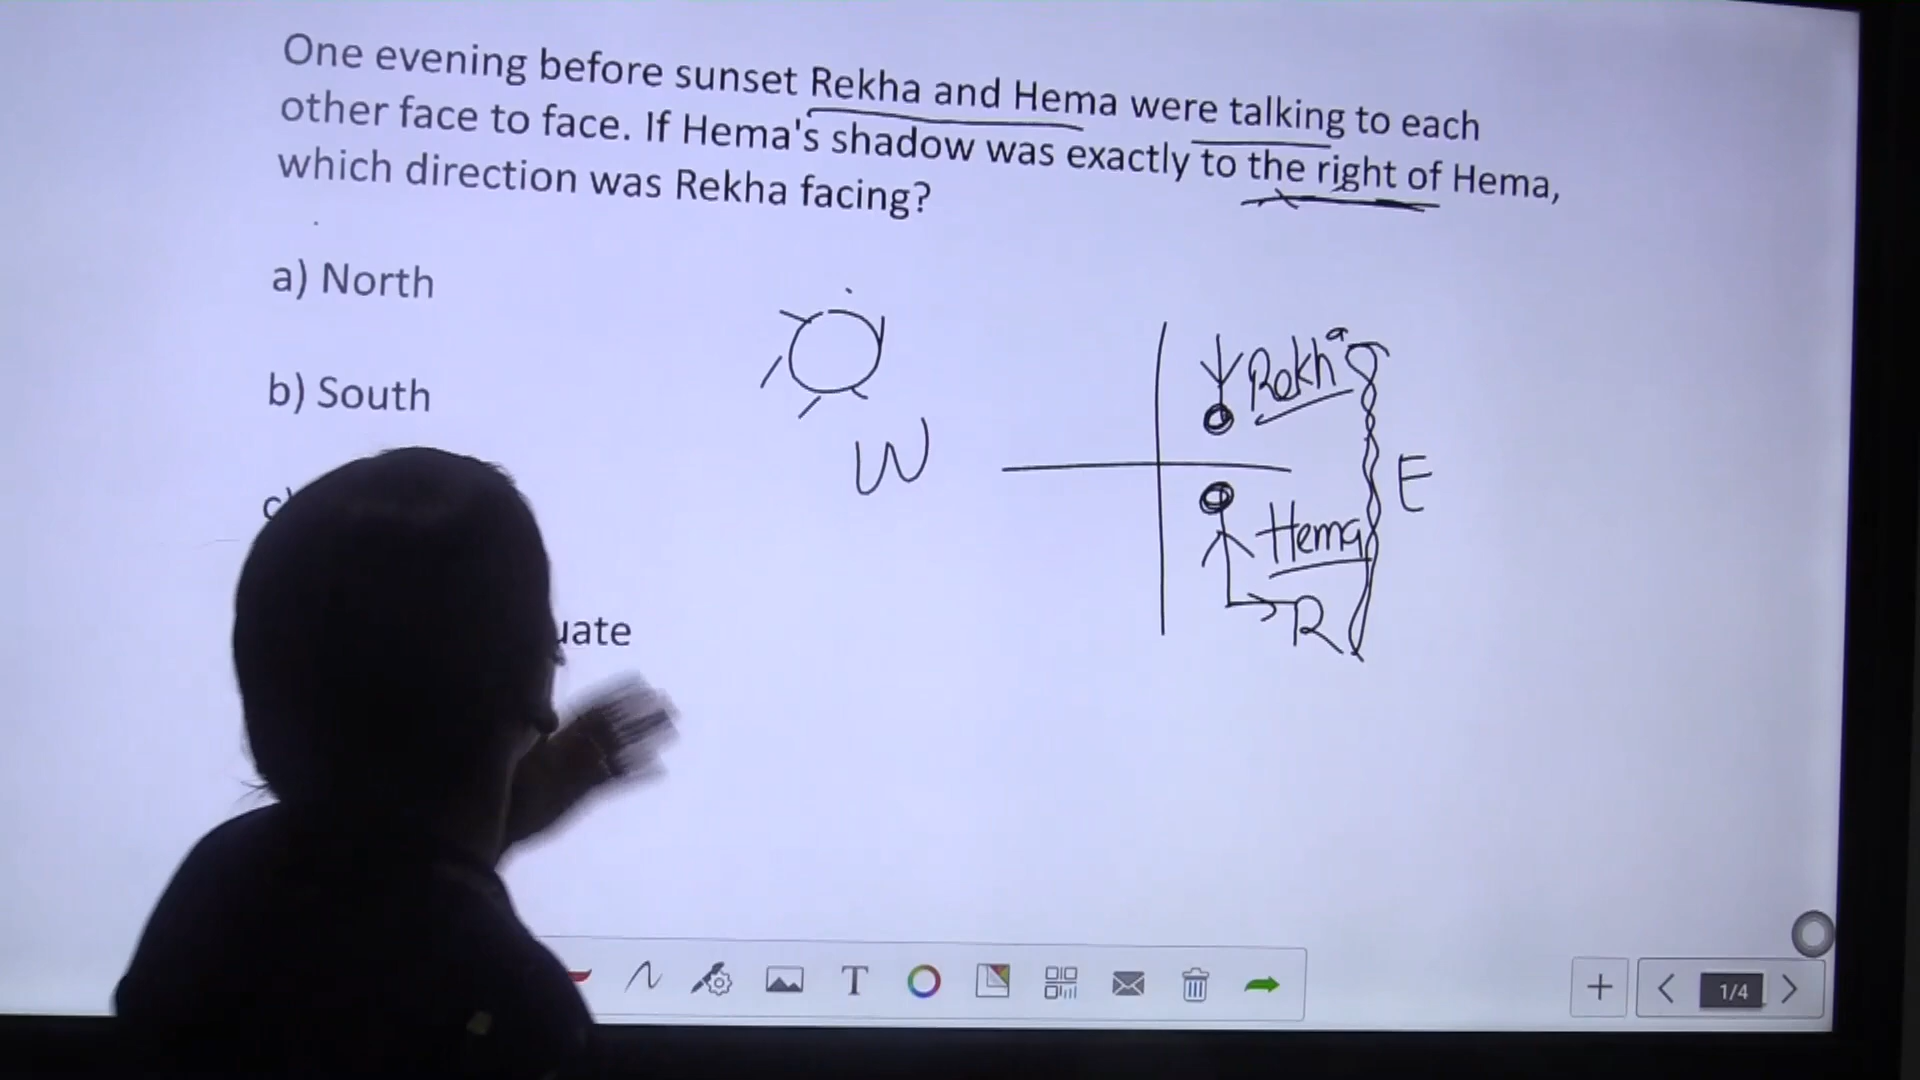 One evening before sunset Rekha and Hema were talking to each
other face to face. If Hema's shadow was exactly to the right of Hema,
which direction was Rekha facing?
a) North
b) South
W
Rekha
E
Hema
R
T
1/4